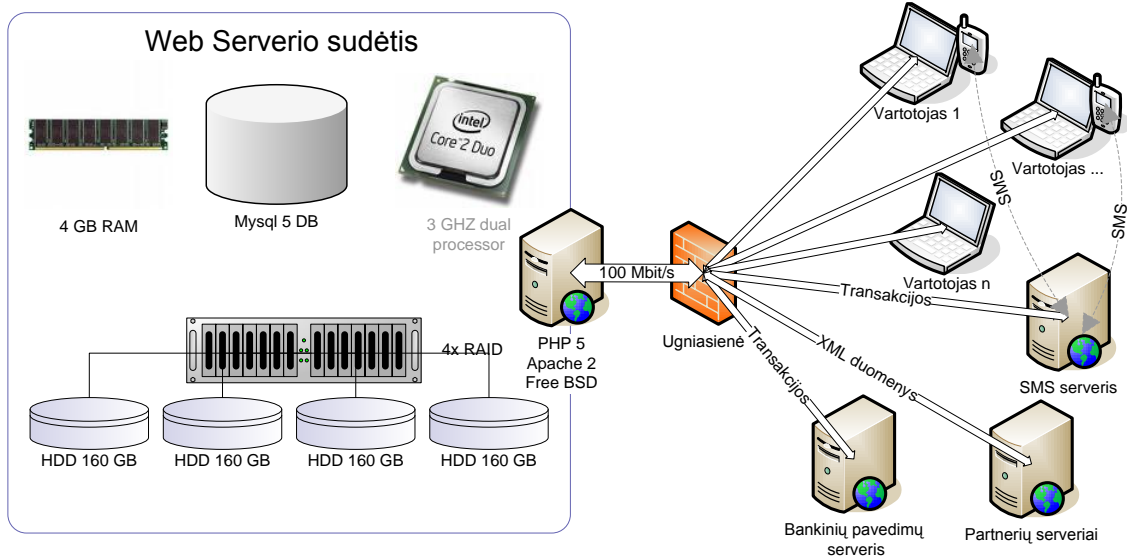 Web Serverio sudėtis
intel
Core™2 Duo
4 GB RAM
Mysql 5 DB
3 GHZ dual
processor
4x RAID
HDD 160 GB
HDD 160 GB
HDD 160 GB
HDD 160 GB
PHP 5
Apache 2
Free BSD
100 Mbit/s
Ugniasienė
Vartotojas 1
Vartotojas ...
Vartotojas n
SMS
SMS
Transakcijos
SMS serveris
XML duomenys
Transakcijos
Bankinių pavedimų
serveris
Partnerių serveriai